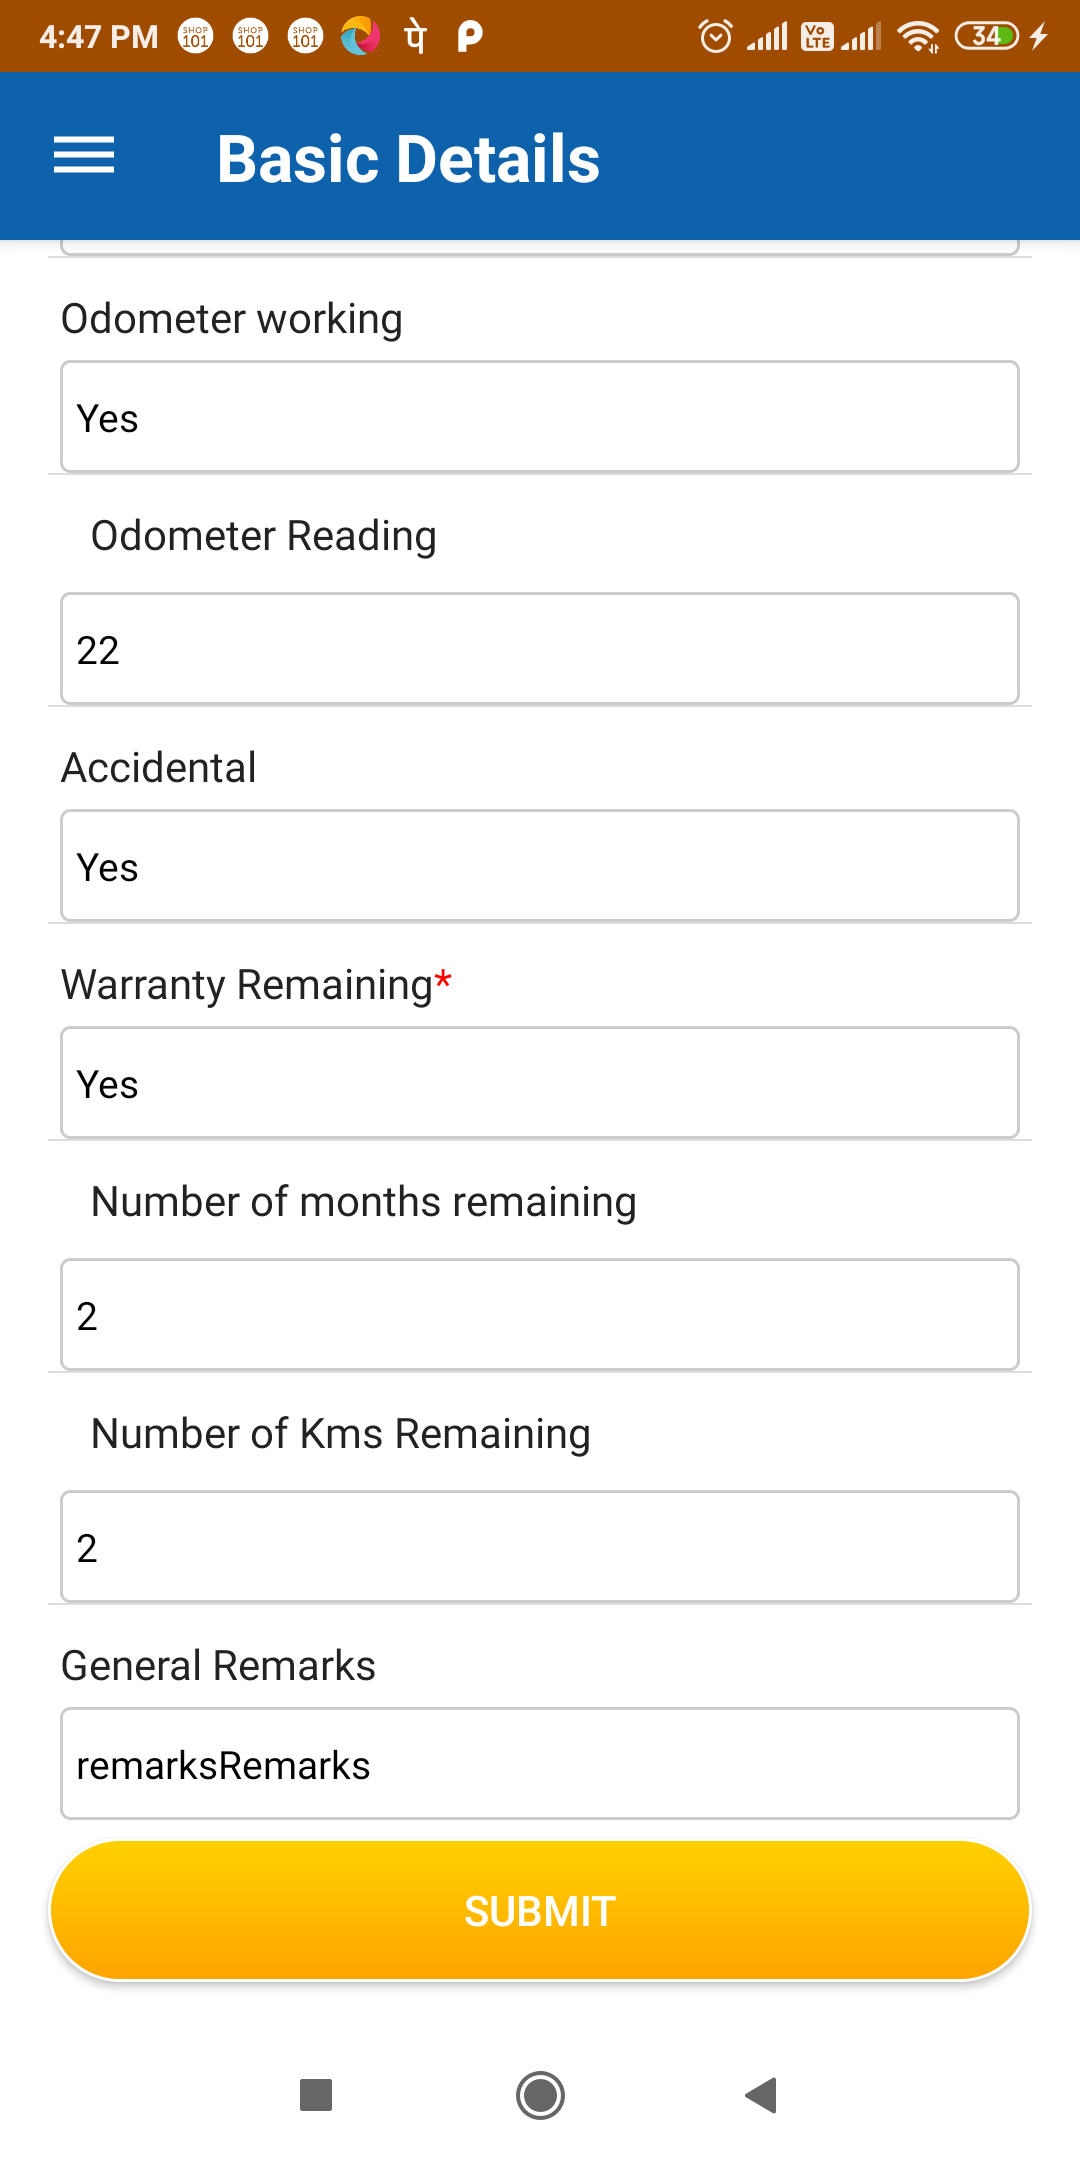 4:47 PM SHOP 101 SHOP 101 SHOP 101 पे P Vo LTE 34
Basic Details
Odometer working
Yes
Odometer Reading
22
Accidental
Yes
Warranty Remaining*
Yes
Number of months remaining
2
Number of Kms Remaining
2
General Remarks
remarksRemarks
SUBMIT